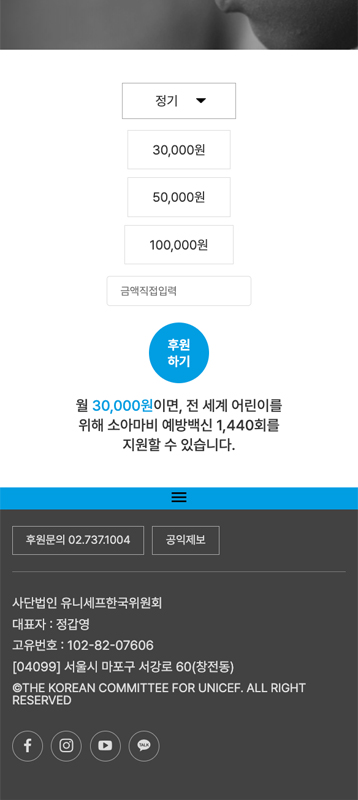 정기
30,000원
50,000원
100,000원
금액직접입력
후원
하기
월 30,000원이면, 전 세계 어린이를
위해 소아마비 예방백신 1,440회를
지원할 수 있습니다.
후원문의 02.737.1004
공익제보
사단법인 유니세프한국위원회
대표자 : 정갑영
고유번호 : 102-82-07606
[04099] 서울시 마포구 서강로 60(창전동)
©THE KOREAN COMMITTEE FOR UNICEF. ALL RIGHT
RESERVED
TALK